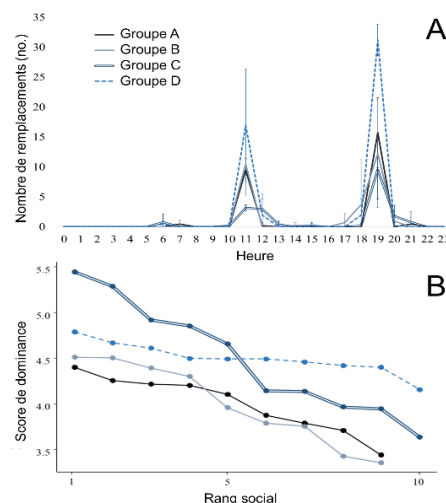 A
Groupe A
Groupe B
Groupe C
Groupe D
Nombre de remplacements (no.)
35
30
25
20
15
10
5
0
0 1 2 3 4 5 6 7 8 9 10 11 12 13 14 15 16 17 18 19 20 21 22 23
Heure
B
Score de dominance
5.5
5.0
4.5
4.0
3.5
1 5 10
Rang social